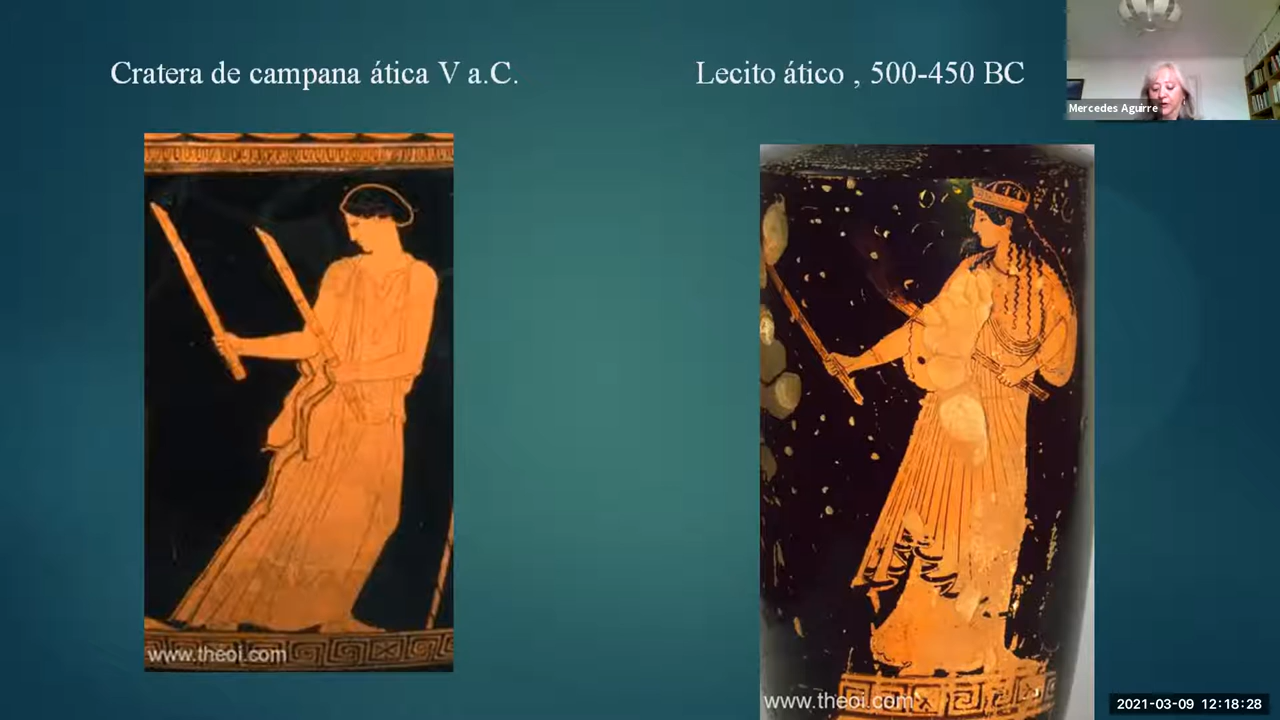 Cratera de campana ática V a.C.
Lecito ático , 500-450 BC
Mercedes Aguirre
www.theoi.com
www.theoi.com
2021-03-09 12:18:28